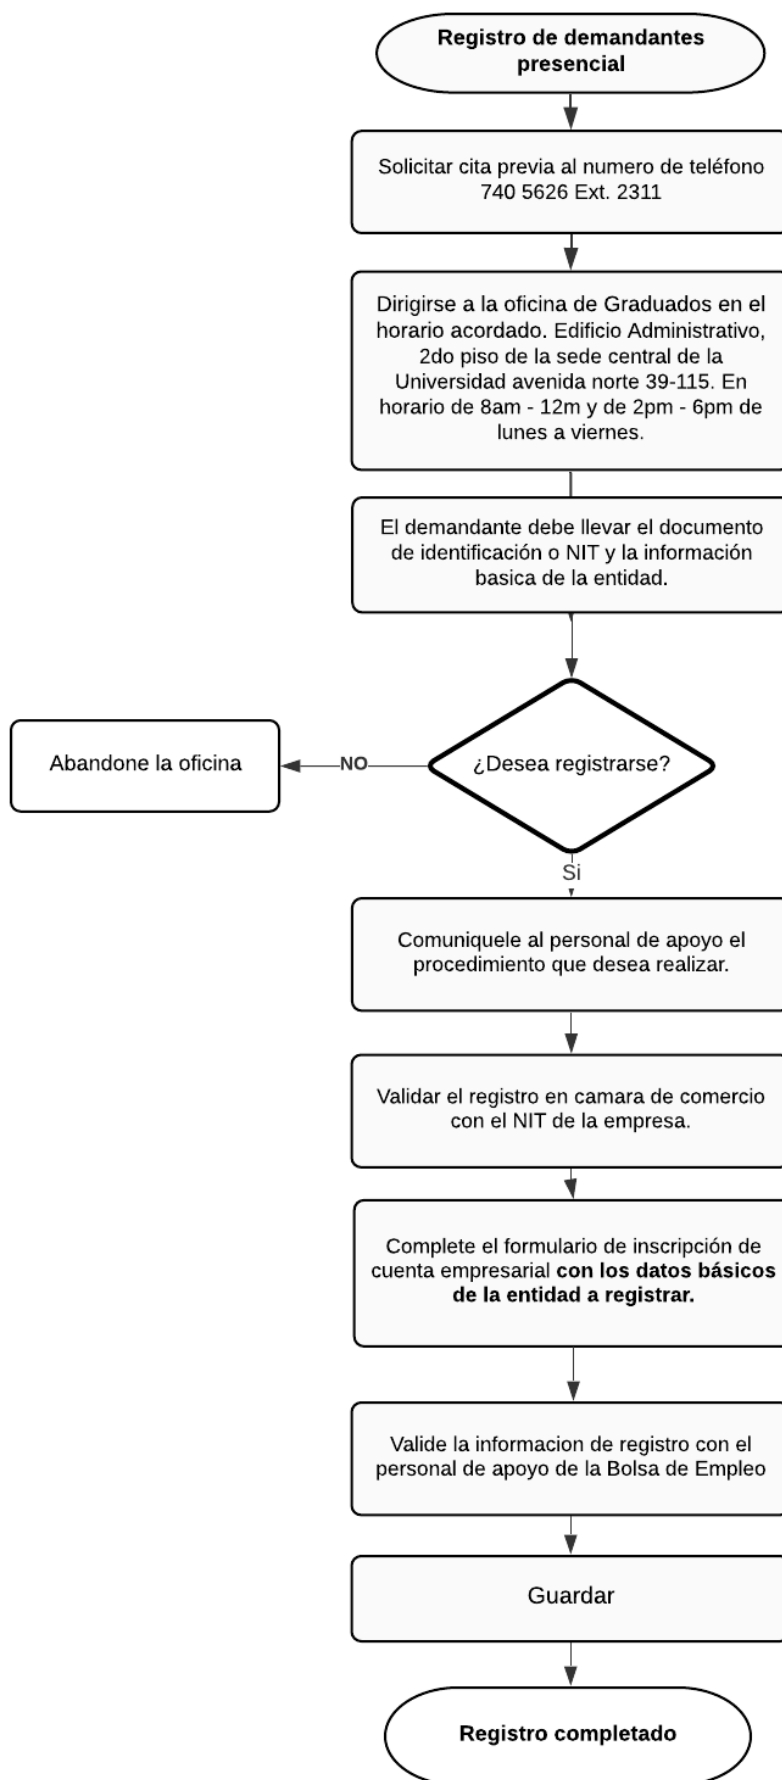 Registro de demandantes
presencial
Solicitar cita previa al numero de teléfono
740 5626 Ext. 2311
Dirigirse a la oficina de Graduados en el
horario acordado. Edificio Administrativo,
2do piso de la sede central de la
Universidad avenida norte 39-115. En
horario de 8am - 12m y de 2pm - 6pm de
lunes a viernes.
El demandante debe llevar el documento
de identificación o NIT y la información
basica de la entidad.
¿Desea registrarse?
NO
Abandone la oficina
Si
Comuniquele al personal de apoyo el
procedimiento que desea realizar.
Validar el registro en camara de comercio
con el NIT de la empresa.
Complete el formulario de inscripción de
cuenta empresarial con los datos básicos
de la entidad a registrar.
Valide la informacion de registro con el
personal de apoyo de la Bolsa de Empleo
Guardar
Registro completado